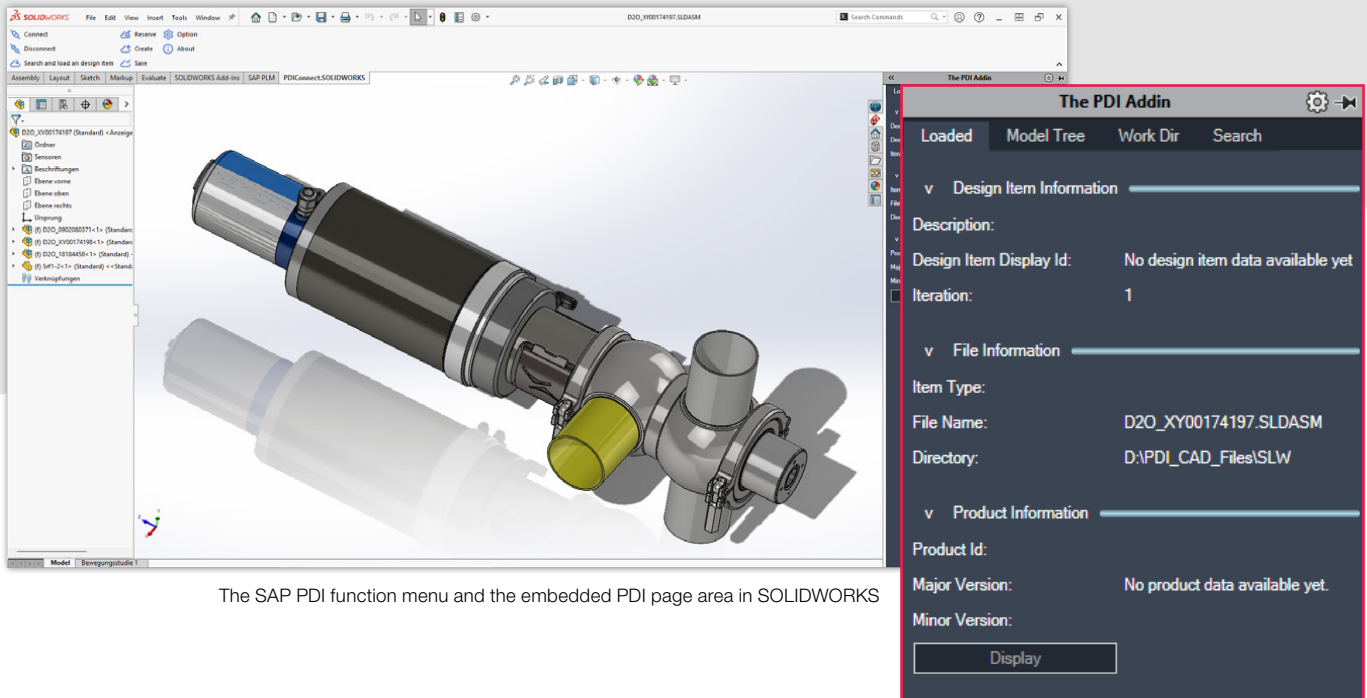 SOLIDWORKS File Edit View Insert Tools Window D2O_XY00174197.SLDASM Search Commands
Connect Reserve Option
Disconnect Create About
Search and load an design item Save
Assembly Layout Sketch Markup Evaluate SOLIDWORKS Add-Ins SAP PLM PDIConnect.SOLIDWORKS
The PDI Addin
D2O_XY00174197 (Standard) <Anzeige
Ordner
Sensoren
Beschriftungen
Ebene vorne
Ebene oben
Ebene rechts
Ursprung
(f) D2O_0902080371<1> (Standard
(f) D2O_XY00174198<1> (Standard
(f) D2O_18184458<1> (Standard) -
(f) Srf1-2<1> (Standard) <<Stand
Verknüpfungen
Model Bewegungsstudie 1
The SAP PDI function menu and the embedded PDI page area in SOLIDWORKS
The PDI Addin
Loaded Model Tree Work Dir Search
v Design Item Information
Description:
Design Item Display Id: No design item data available yet
Iteration: 1
v File Information
Item Type:
File Name: D2O_XY00174197.SLDASM
Directory: D:\PDI_CAD_Files\SLW
v Product Information
Product Id:
Major Version: No product data available yet.
Minor Version:
Display